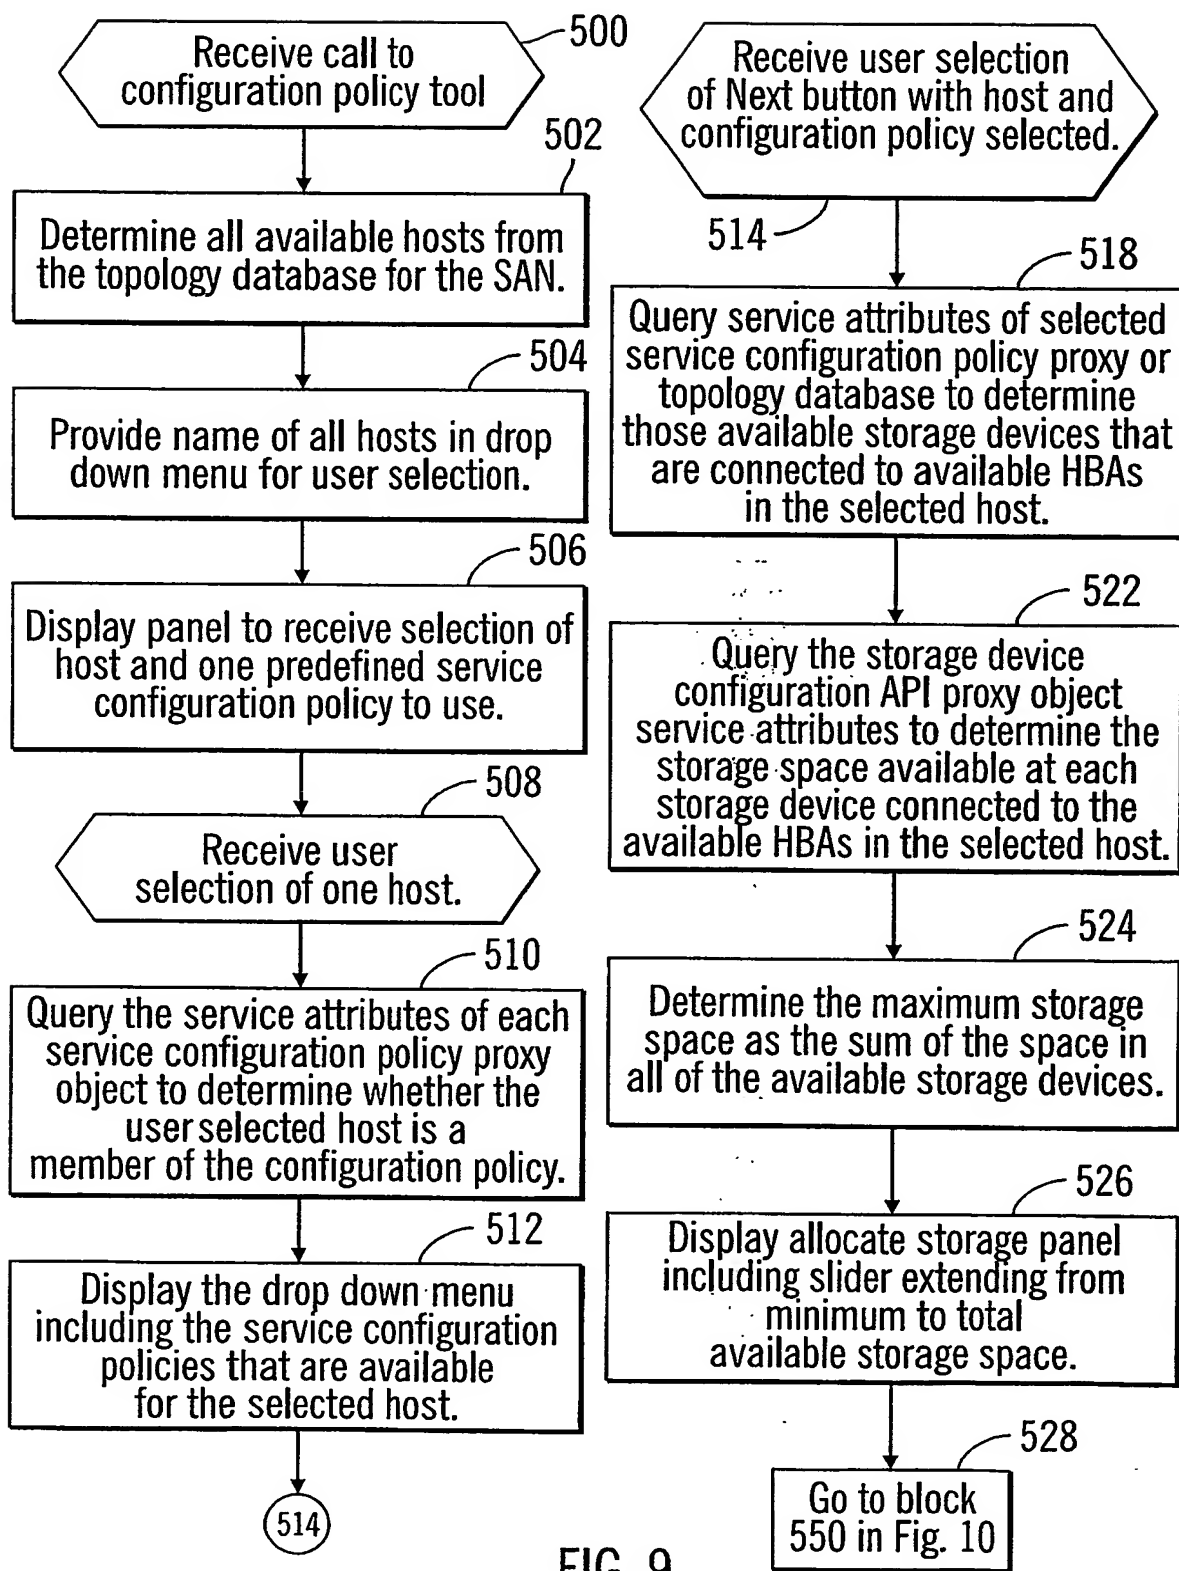 Receive call to
configuration policy tool
500
502
Determine all available hosts from
the topology database for the SAN.
504
Provide name of all hosts in drop
down menu for user selection.
506
Display panel to receive selection of
host and one predefined service
configuration policy to use.
508
Receive user
selection of one host.
510
Query the service attributes of each
service configuration policy proxy
object to determine whether the
user selected host is a
member of the configuration policy.
512
Display the drop down menu
including the service configuration
policies that are available
for the selected host.
514
Receive user selection
of Next button with host and
configuration policy selected.
514
518
Query service attributes of selected
service configuration policy proxy or
topology database to determine
those available storage devices that
are connected to available HBAs
in the selected host.
522
Query the storage device
configuration API proxy object
service attributes to determine the
storage space available at each
storage device connected to the
available HBAs in the selected host.
524
Determine the maximum storage
space as the sum of the space in
all of the available storage devices.
526
Display allocate storage panel
including slider extending from
minimum to total
available storage space.
528
Go to block
550 in Fig. 10
FIG. 9